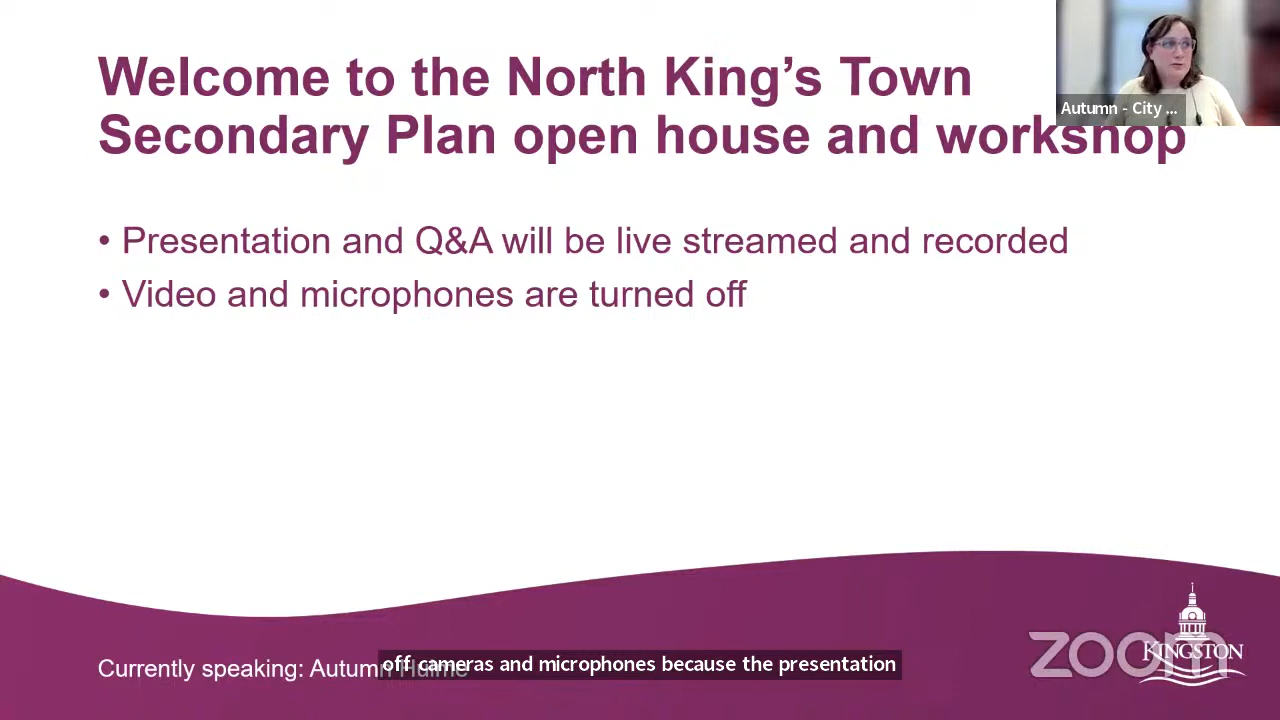 Welcome to the North King's Town
Secondary Plan open house and workshop
Autumn - City ...
• Presentation and Q&A will be live streamed and recorded
• Video and microphones are turned off
Currently speaking: Autumn Hulme
off cameras and microphones because the presentation
zoom
KINGSTON